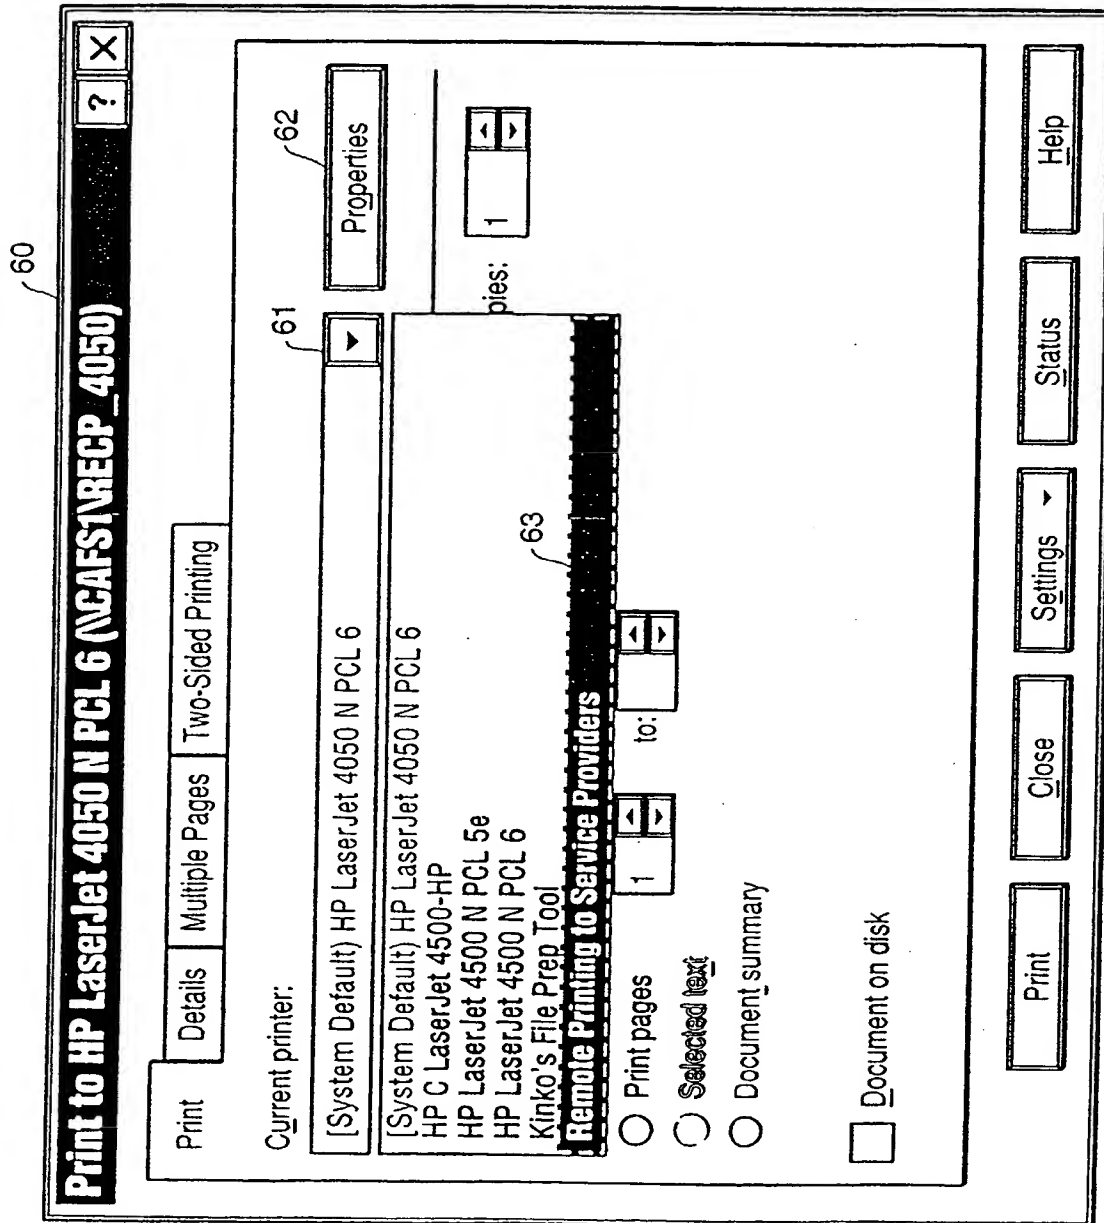 60
Print to HP LaserJet 4050 N PCL 6 (\\CAFS1\RECP_4050) ? X
Print Details Multiple Pages Two-Sided Printing
Current printer:
61
62
[System Default) HP LaserJet 4050 N PCL 6
Properties
[System Default) HP LaserJet 4050 N PCL 6
HP C LaserJet 4500-HP
HP LaserJet 4500 N PCL 5e
HP LaserJet 4500 N PCL 6
Kinko's File Prep Tool
Remote Printing to Service Providers
63
pies: 1
Print pages 1 to:
Selected text
Document summary
Document on disk
Print Close Settings Status Help